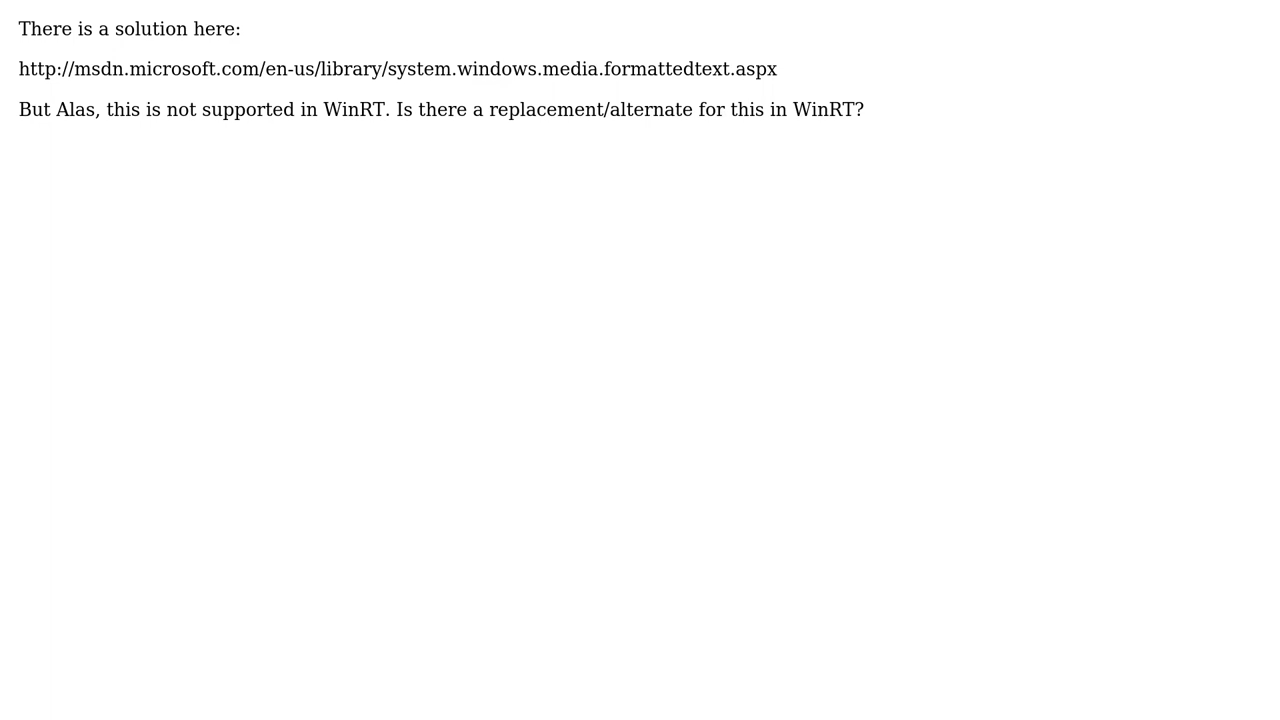 There is a solution here:
http://msdn.microsoft.com/en-us/library/system.windows.media.formattedtext.aspx
But Alas, this is not supported in WinRT. Is there a replacement/alternate for this in WinRT?